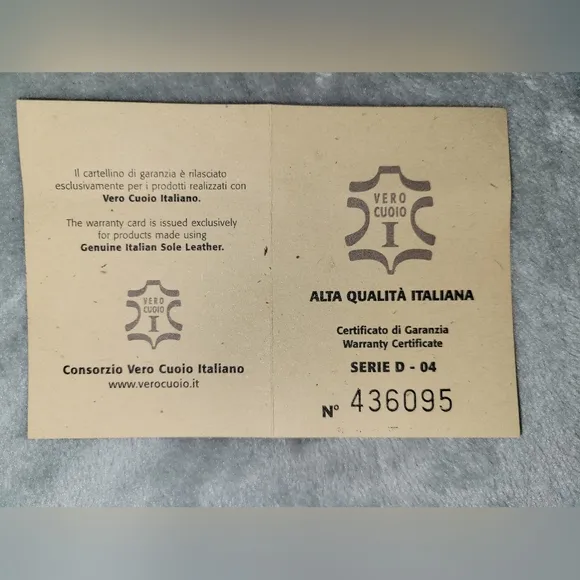 Il cartellino di garanzia è rilasciato
esclusivamente per i prodotti realizzati con
Vero Cuoio Italiano.
The warranty card is issued exclusively
for products made using
Genuine Italian Sole Leather.
VERO
CUOIO
I
Consorzio Vero Cuoio Italiano
www.verocuoio.it
VERO
CUOIO
I
ALTA QUALITÀ ITALIANA
Certificato di Garanzia
Warranty Certificate
SERIE D - 04
N° 436095